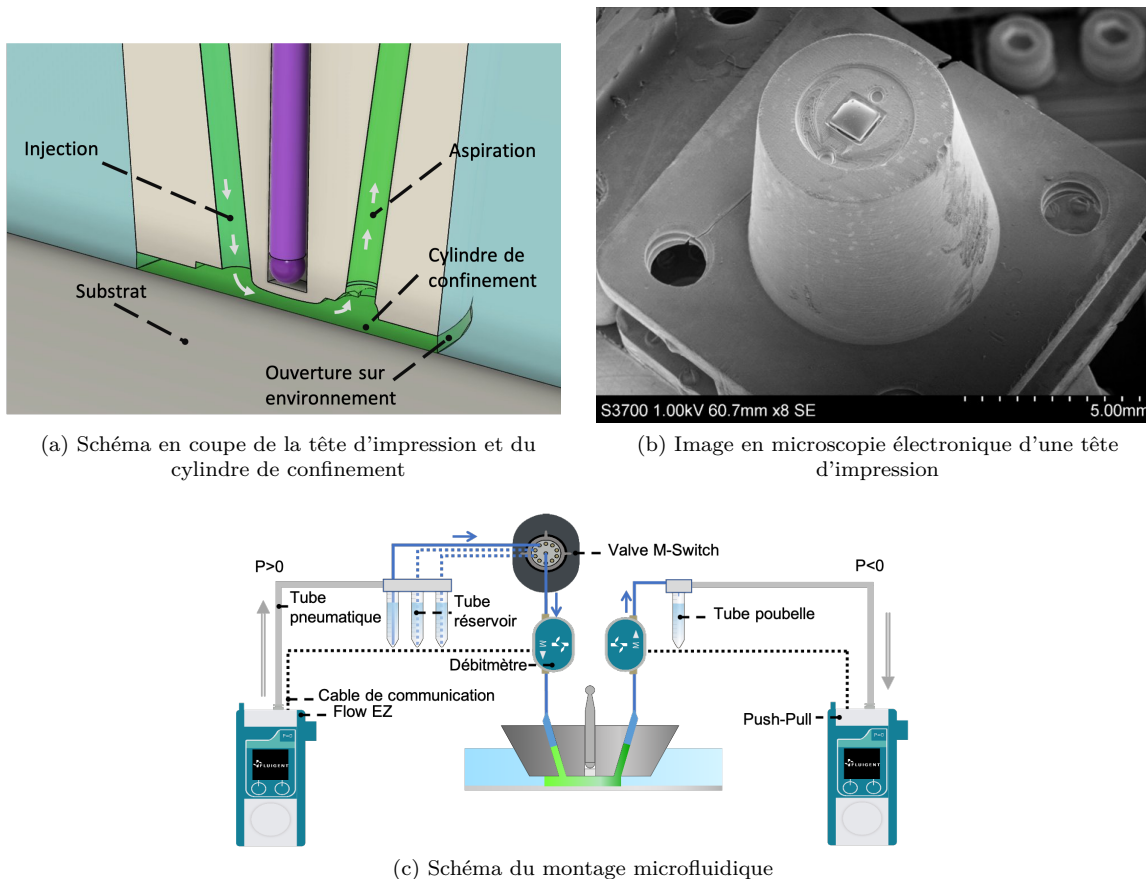 Injection
Aspiration
Cylindre de
confinement
Substrat
Ouverture sur
environnement
S3700 1.00kV 60.7mm x8 SE
5.00mm
(a) Schéma en coupe de la tête d'impression et du
cylindre de confinement
(b) Image en microscopie électronique d'une tête
d'impression
Valve M-Switch
P>0
P<0
Tube
pneumatique
Tube
réservoir
Tube poubelle
M
W
Débitmètre
Cable de communication
Flow EZ
Push-Pull
FLUIGENT
FLUIGENT
(c) Schéma du montage microfluidique